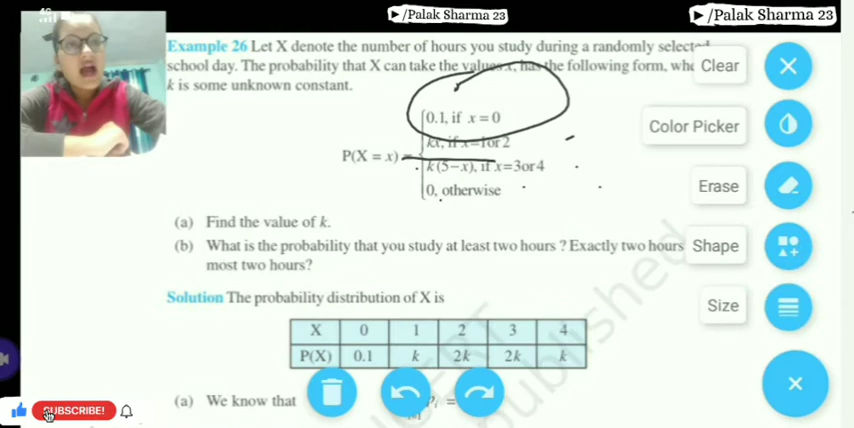 4G
/Palak Sharma 23
/Palak Sharma 23
Example 26 Let X denote the number of hours you study during a randomly selected
school day. The probability that X can take the values x, has the following form, whe
k is some unknown constant.
0.1, if x = 0
kx, if x = 1 or 2
P(X = x) =
k(5−x), if x = 3 or 4
0, otherwise
(a) Find the value of k.
(b) What is the probability that you study at least two hours ? Exactly two hours
most two hours?
Solution The probability distribution of X is
X 0 1 2 3 4
P(X) 0.1 k 2k 2k k
(a) We know that
Clear
Color Picker
Erase
Shape
Size
SUBSCRIBE!
published